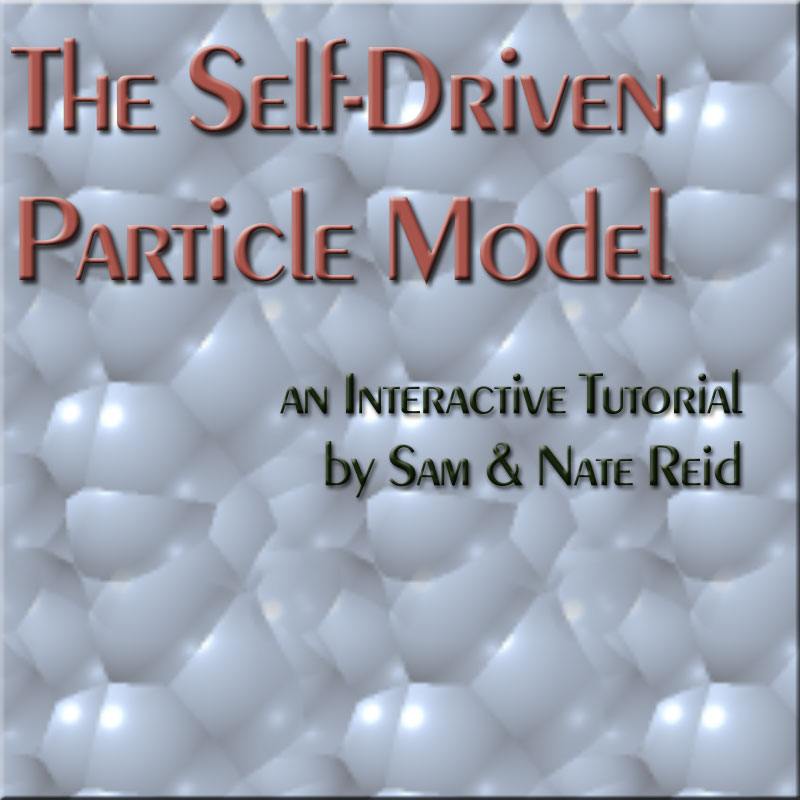 The Self-Driven
Particle Model
an Interactive Tutorial
by Sam & Nate Reid